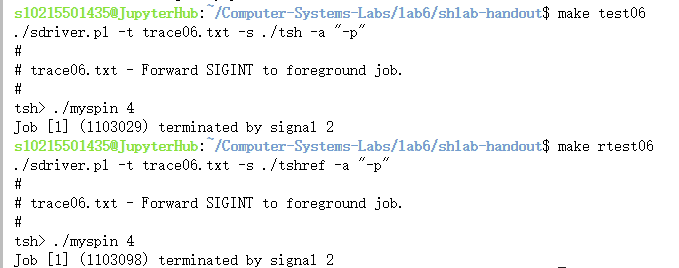 s10215501435@JupyterHub:~/Computer-Systems-Labs/lab6/shlab-handout$ make test06
./sdriver.pl -t trace06.txt -s ./tsh -a "-p"
#
# trace06.txt - Forward SIGINT to foreground job.
#
tsh> ./myspin 4
Job [1] (1103029) terminated by signal 2
s10215501435@JupyterHub:~/Computer-Systems-Labs/lab6/shlab-handout$ make rtest06
./sdriver.pl -t trace06.txt -s ./tshref -a "-p"
#
# trace06.txt - Forward SIGINT to foreground job.
#
tsh> ./myspin 4
Job [1] (1103098) terminated by signal 2